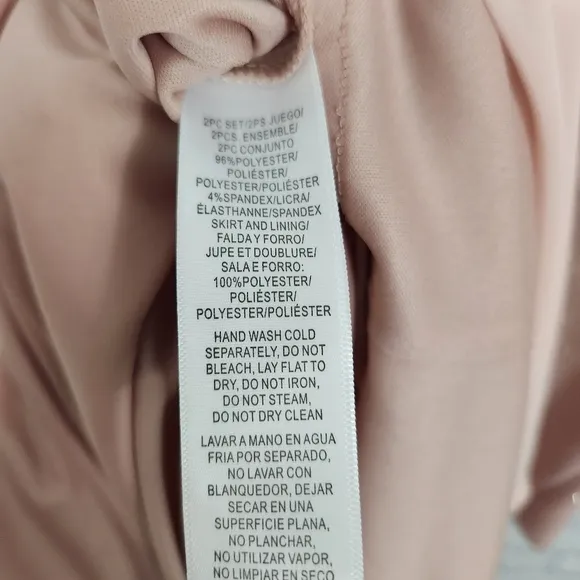 2PC SET/2PS JUEGO/
2PCS. ENSEMBLE/
2PC CONJUNTO
96%POLYESTER/
POLIÉSTER/
POLYESTER/POLIÉSTER
4%SPANDEX/LICRA/
ÉLASTHANNE/SPANDEX
SKIRT AND LINING/
FALDA Y FORRO/
JUPE ET DOUBLURE/
SALA E FORRO:
100%POLYESTER/
POLIÉSTER/
POLYESTER/POLIÉSTER
HAND WASH COLD
SEPARATELY, DO NOT
BLEACH, LAY FLAT TO
DRY, DO NOT IRON,
DO NOT STEAM,
DO NOT DRY CLEAN
LAVAR A MANO EN AGUA
FRIA POR SEPARADO,
NO LAVAR CON
BLANQUEDOR, DEJAR
SECAR EN UNA
SUPERFICIE PLANA,
NO PLANCHAR,
NO UTILIZAR VAPOR,
NO LIMPIAR EN SECO